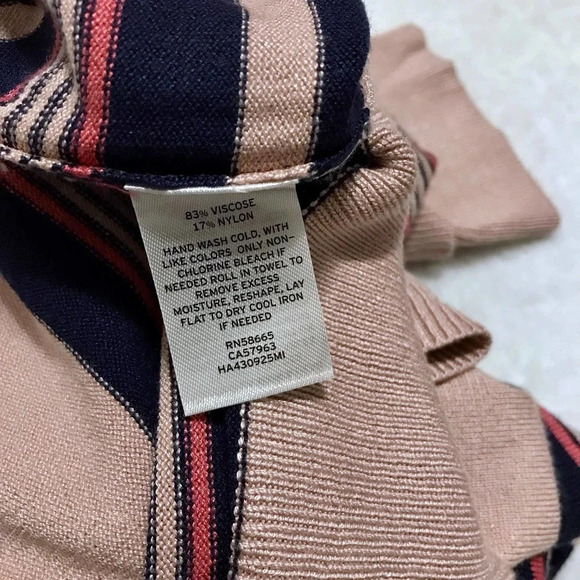 83% VISCOSE
17% NYLON
HAND WASH COLD, WITH
LIKE COLORS ONLY NON-
CHLORINE BLEACH IF
NEEDED ROLL IN TOWEL TO
REMOVE EXCESS
MOISTURE, RESHAPE, LAY
FLAT TO DRY COOL IRON
IF NEEDED
RN58665
CA57963
HA430925MI